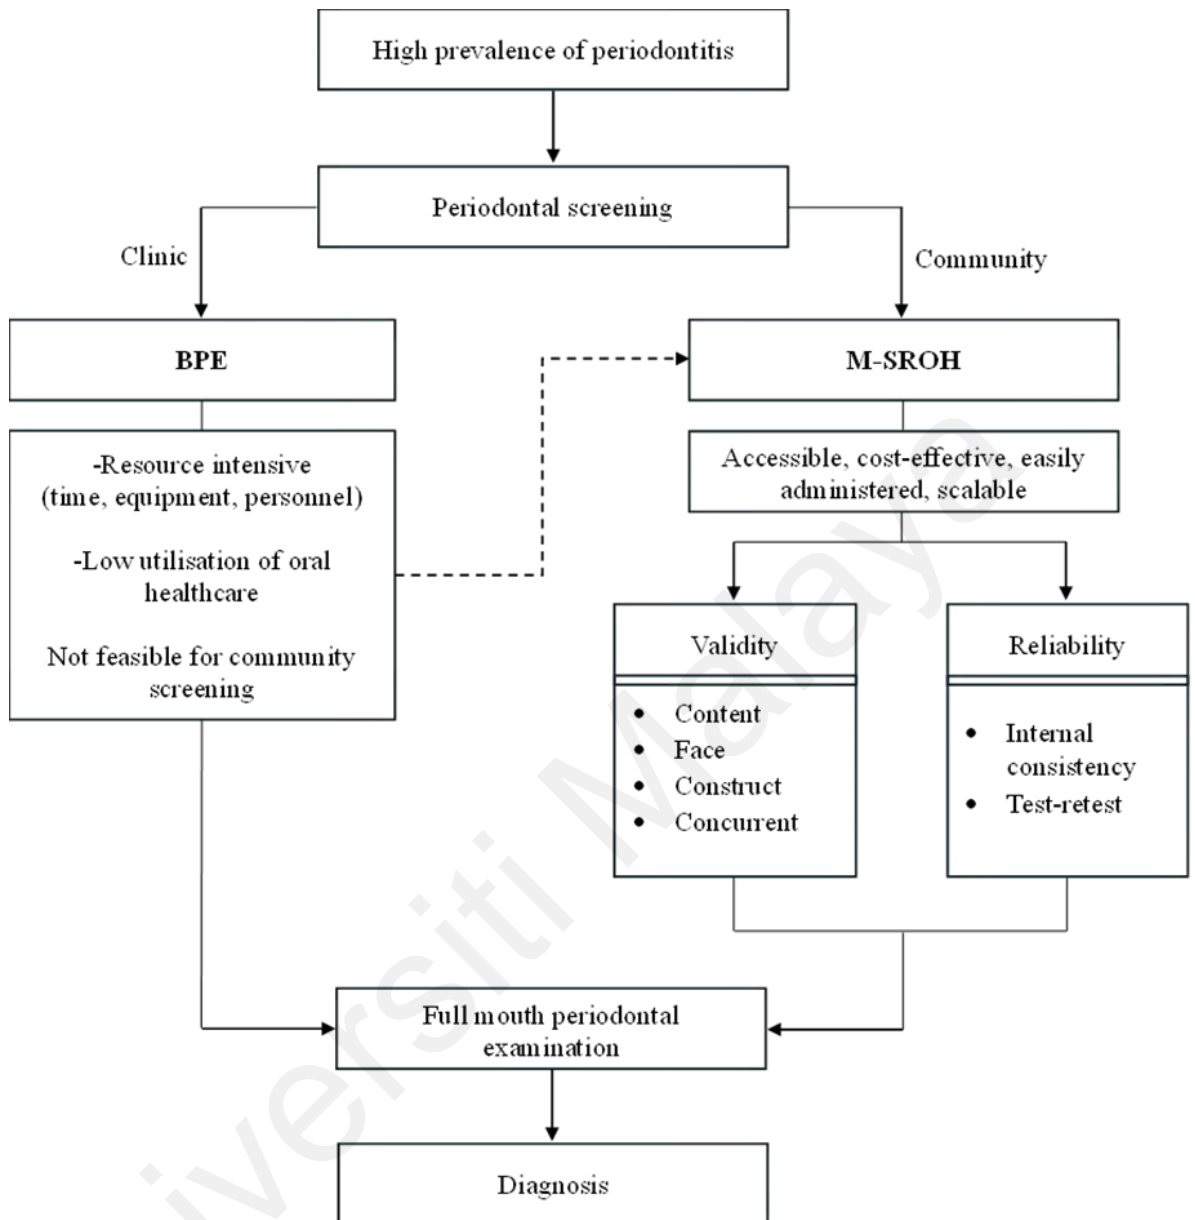 High prevalence of periodontitis
Periodontal screening
Clinic
Community
BPE
M-SROH
-Resource intensive
(time, equipment, personnel)
-Low utilisation of oral
healthcare
Not feasible for community
screening
Accessible, cost-effective, easily
administered, scalable
Validity
• Content
• Face
• Construct
• Concurrent
Reliability
• Internal
consistency
• Test-retest
Full mouth periodontal
examination
Diagnosis
iversiti Malaya